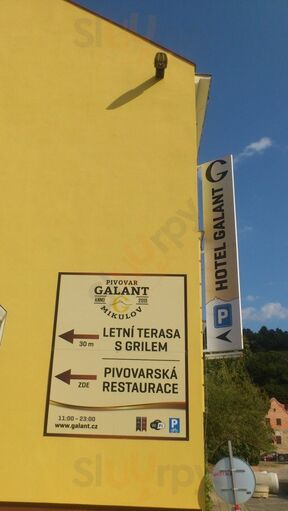 HOTEL GALANT
G
P
PIVOVAR
GALANT
ANNO
G
MIKULOV
LETNÍ TERASA
S GRILEM
30 m
PIVOVARSKÁ
RESTAURACE
ZDE
11:00 - 23:00
www.galant.cz
P
Sluurpy